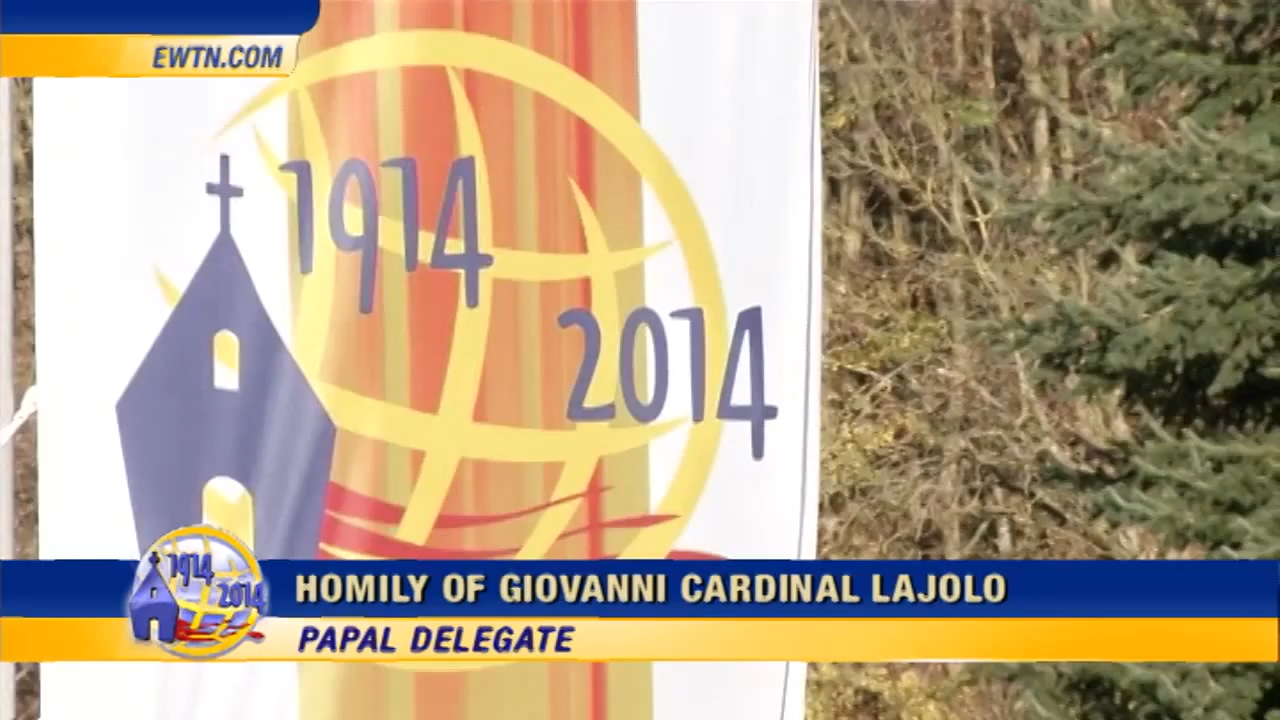 EWTN.COM
1914
2014
1914
2014
HOMILY OF GIOVANNI CARDINAL LAJOLO
PAPAL DELEGATE